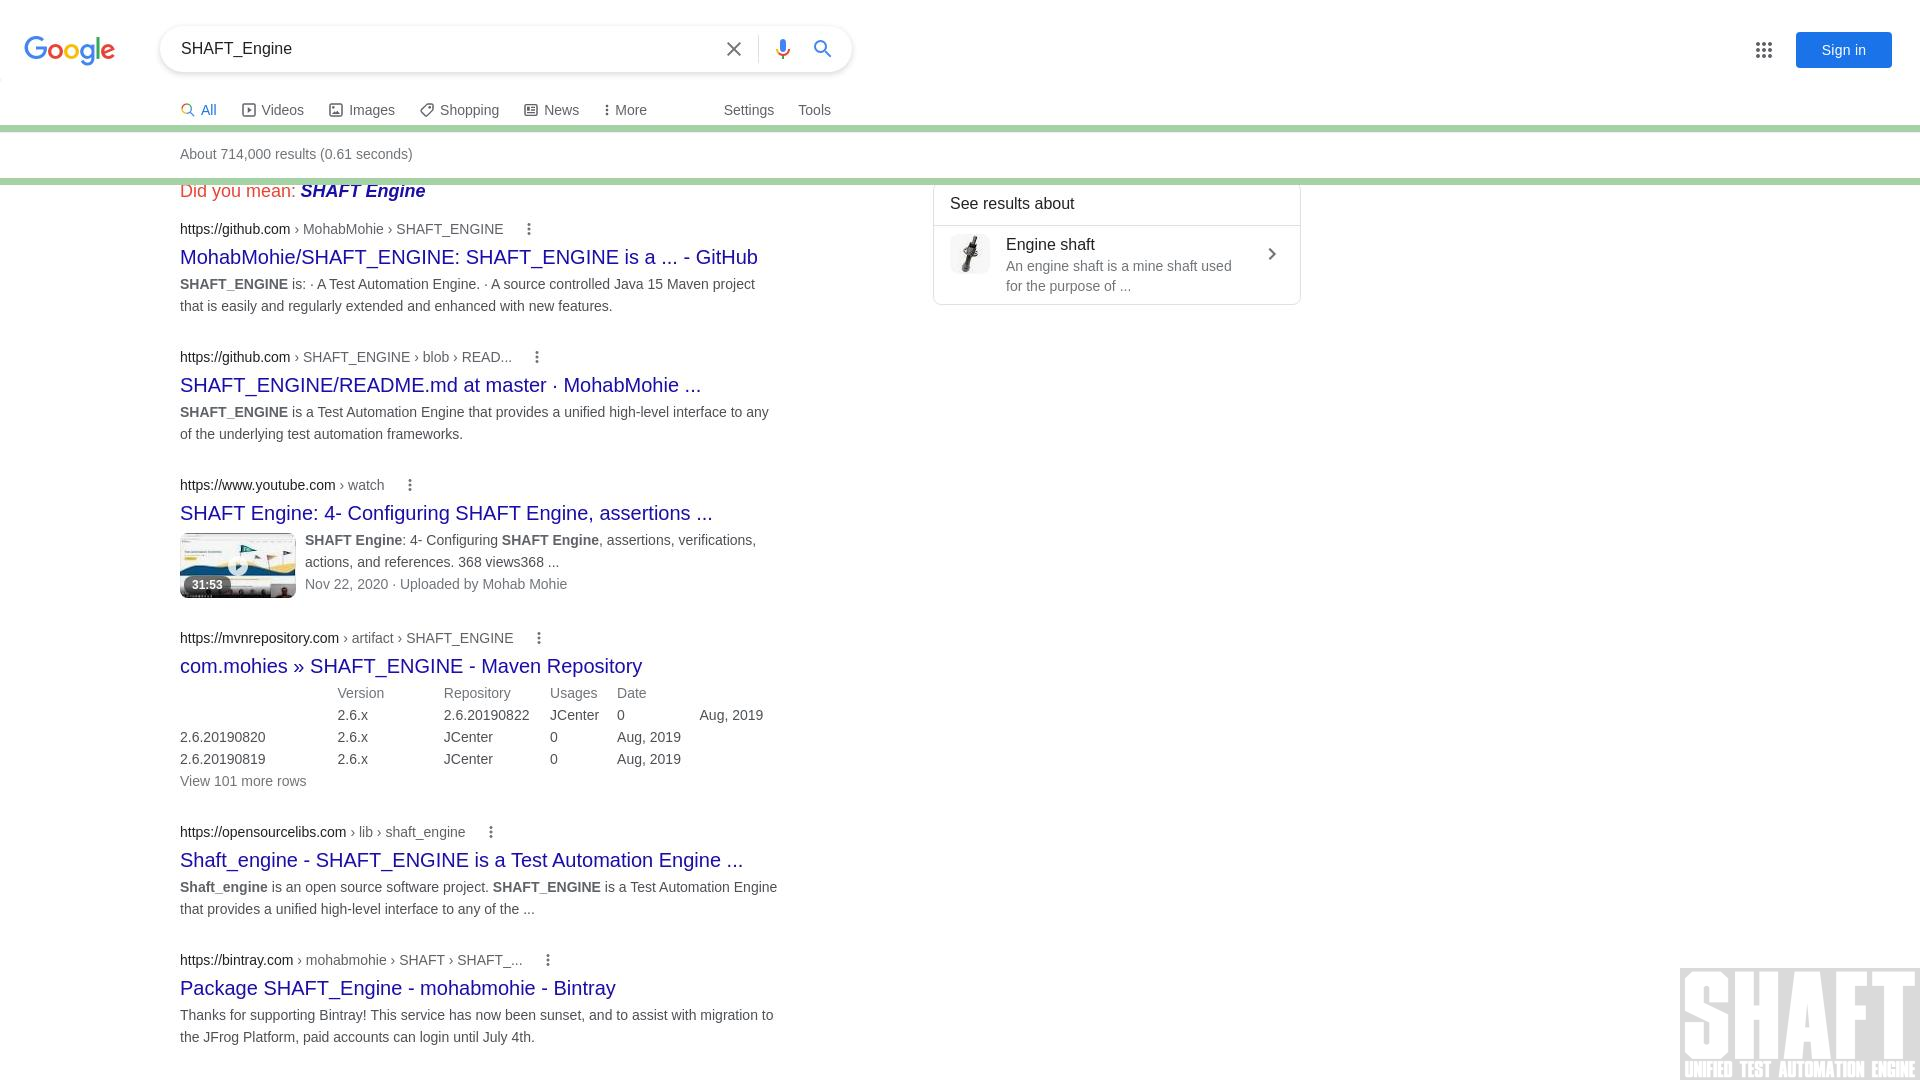 Google
SHAFT_Engine
Sign in
All
Videos
Images
Shopping
News
More
Settings
Tools
About 714,000 results (0.61 seconds)
Did you mean: SHAFT Engine
https://github.com › MohabMohie › SHAFT_ENGINE
MohabMohie/SHAFT_ENGINE: SHAFT_ENGINE is a ... - GitHub
SHAFT_ENGINE is: · A Test Automation Engine. · A source controlled Java 15 Maven project
that is easily and regularly extended and enhanced with new features.
https://github.com › SHAFT_ENGINE › blob › READ...
SHAFT_ENGINE/README.md at master · MohabMohie ...
SHAFT_ENGINE is a Test Automation Engine that provides a unified high-level interface to any
of the underlying test automation frameworks.
https://www.youtube.com › watch
SHAFT Engine: 4- Configuring SHAFT Engine, assertions ...
31:53
SHAFT Engine: 4- Configuring SHAFT Engine, assertions, verifications,
actions, and references. 368 views368 ...
Nov 22, 2020 · Uploaded by Mohab Mohie
https://mvnrepository.com › artifact › SHAFT_ENGINE
com.mohies » SHAFT_ENGINE - Maven Repository
Version Repository Usages Date
2.6.x 2.6.20190822 JCenter 0 Aug, 2019
2.6.20190820 2.6.x JCenter 0 Aug, 2019
2.6.20190819 2.6.x JCenter 0 Aug, 2019
View 101 more rows
https://opensourcelibs.com › lib › shaft_engine
Shaft_engine - SHAFT_ENGINE is a Test Automation Engine ...
Shaft_engine is an open source software project. SHAFT_ENGINE is a Test Automation Engine
that provides a unified high-level interface to any of the ...
https://bintray.com › mohabmohie › SHAFT › SHAFT_...
Package SHAFT_Engine - mohabmohie - Bintray
Thanks for supporting Bintray! This service has now been sunset, and to assist with migration to
the JFrog Platform, paid accounts can login until July 4th.
See results about
Engine shaft
An engine shaft is a mine shaft used
for the purpose of ...
SHAFT
UNIFIED TEST AUTOMATION ENGINE